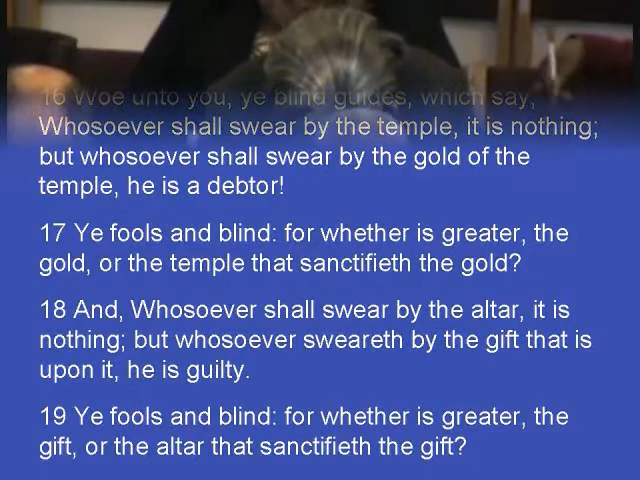 16 Woe unto you, ye blind guides, which say,
Whosoever shall swear by the temple, it is nothing;
but whosoever shall swear by the gold of the
temple, he is a debtor!
17 Ye fools and blind: for whether is greater, the
gold, or the temple that sanctifieth the gold?
18 And, Whosoever shall swear by the altar, it is
nothing; but whosoever sweareth by the gift that is
upon it, he is guilty.
19 Ye fools and blind: for whether is greater, the
gift, or the altar that sanctifieth the gift?